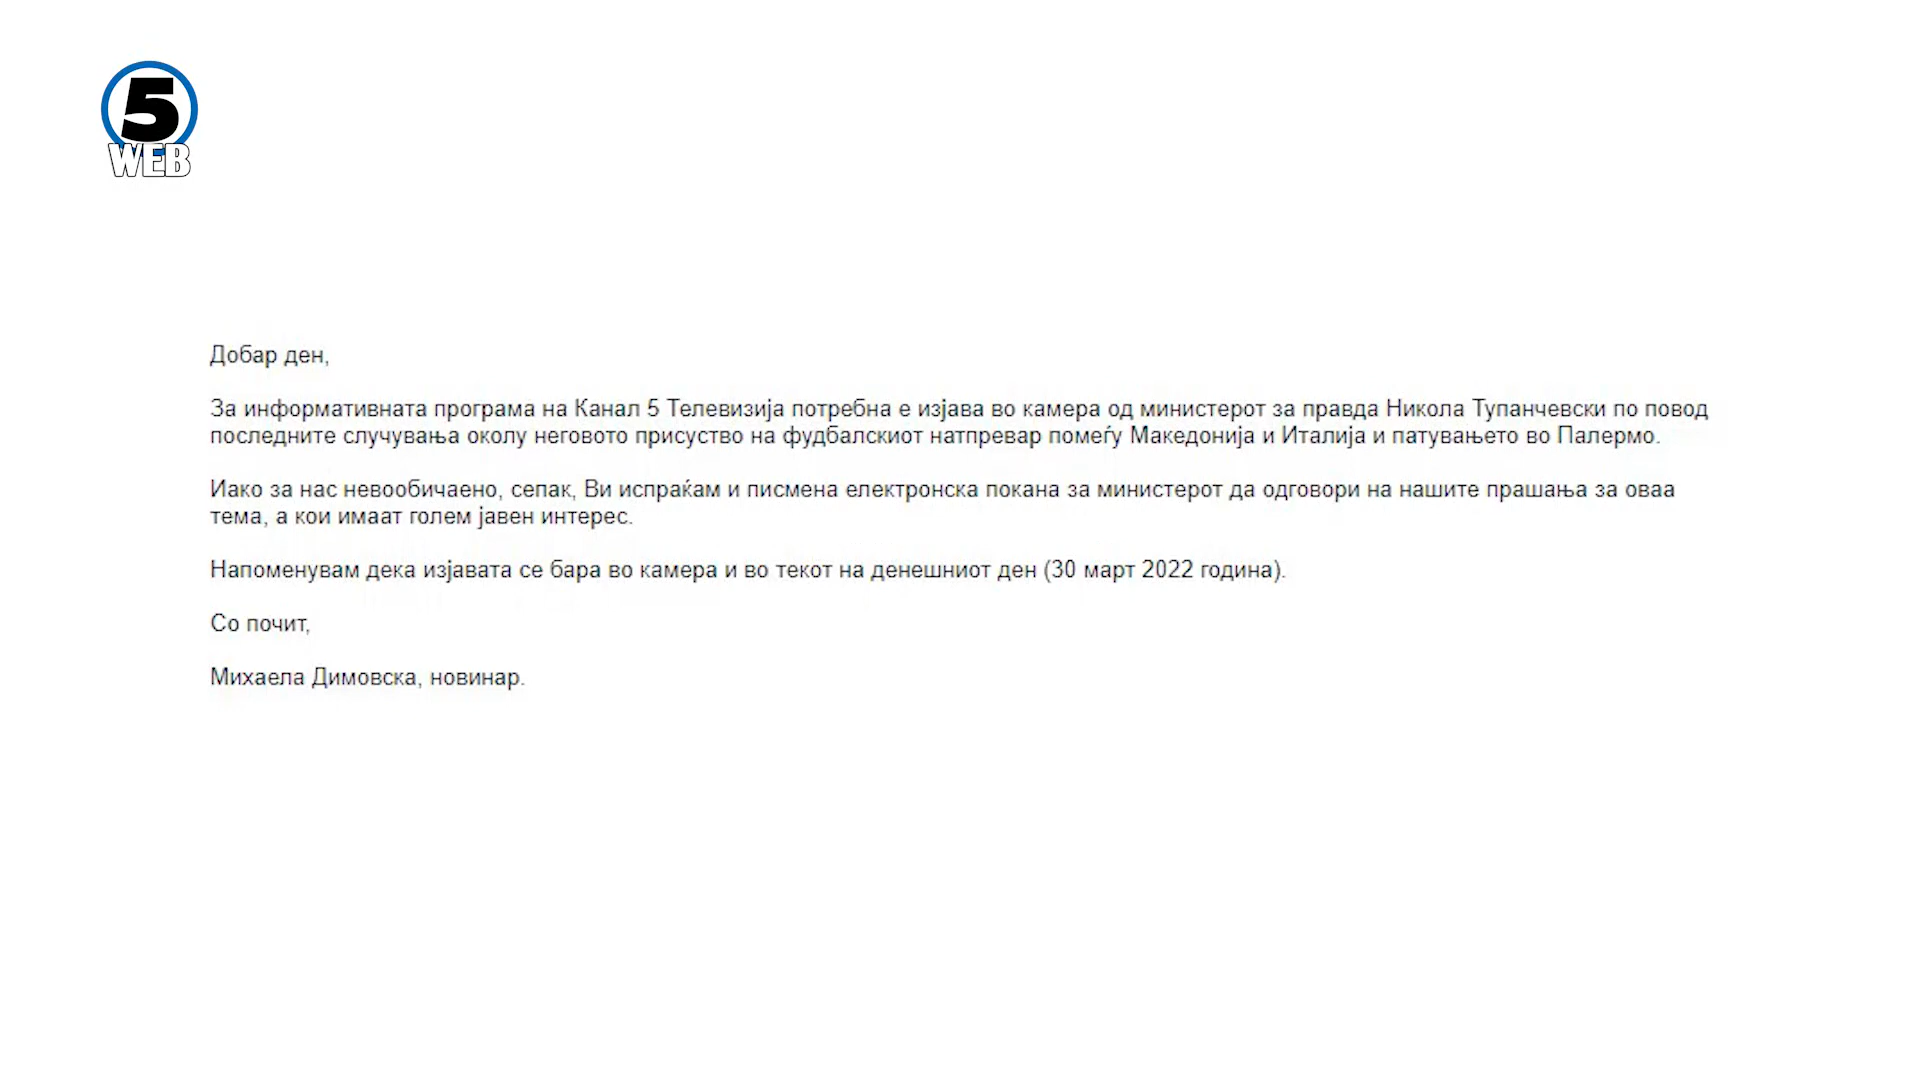 5
WEB
Добар ден,
За информативната програма на Канал 5 Телевизија потребна е изјава во камера од министерот за правда Никола Тупанчевски по повод
последните случувања околу неговото присуство на фудбалскиот натпревар помеѓу Македонија и Италија и патувањето во Палермо.
Иако за нас невообичаено, сепак, Ви испраќам и писмена електронска покана за министерот да одговори на нашите прашања за оваа
тема, а кои имаат голем јавен интерес.
Напоменувам дека изјавата се бара во камера и во текот на денешниот ден (30 март 2022 година).
Со почит,
Михаела Димовска, новинар.